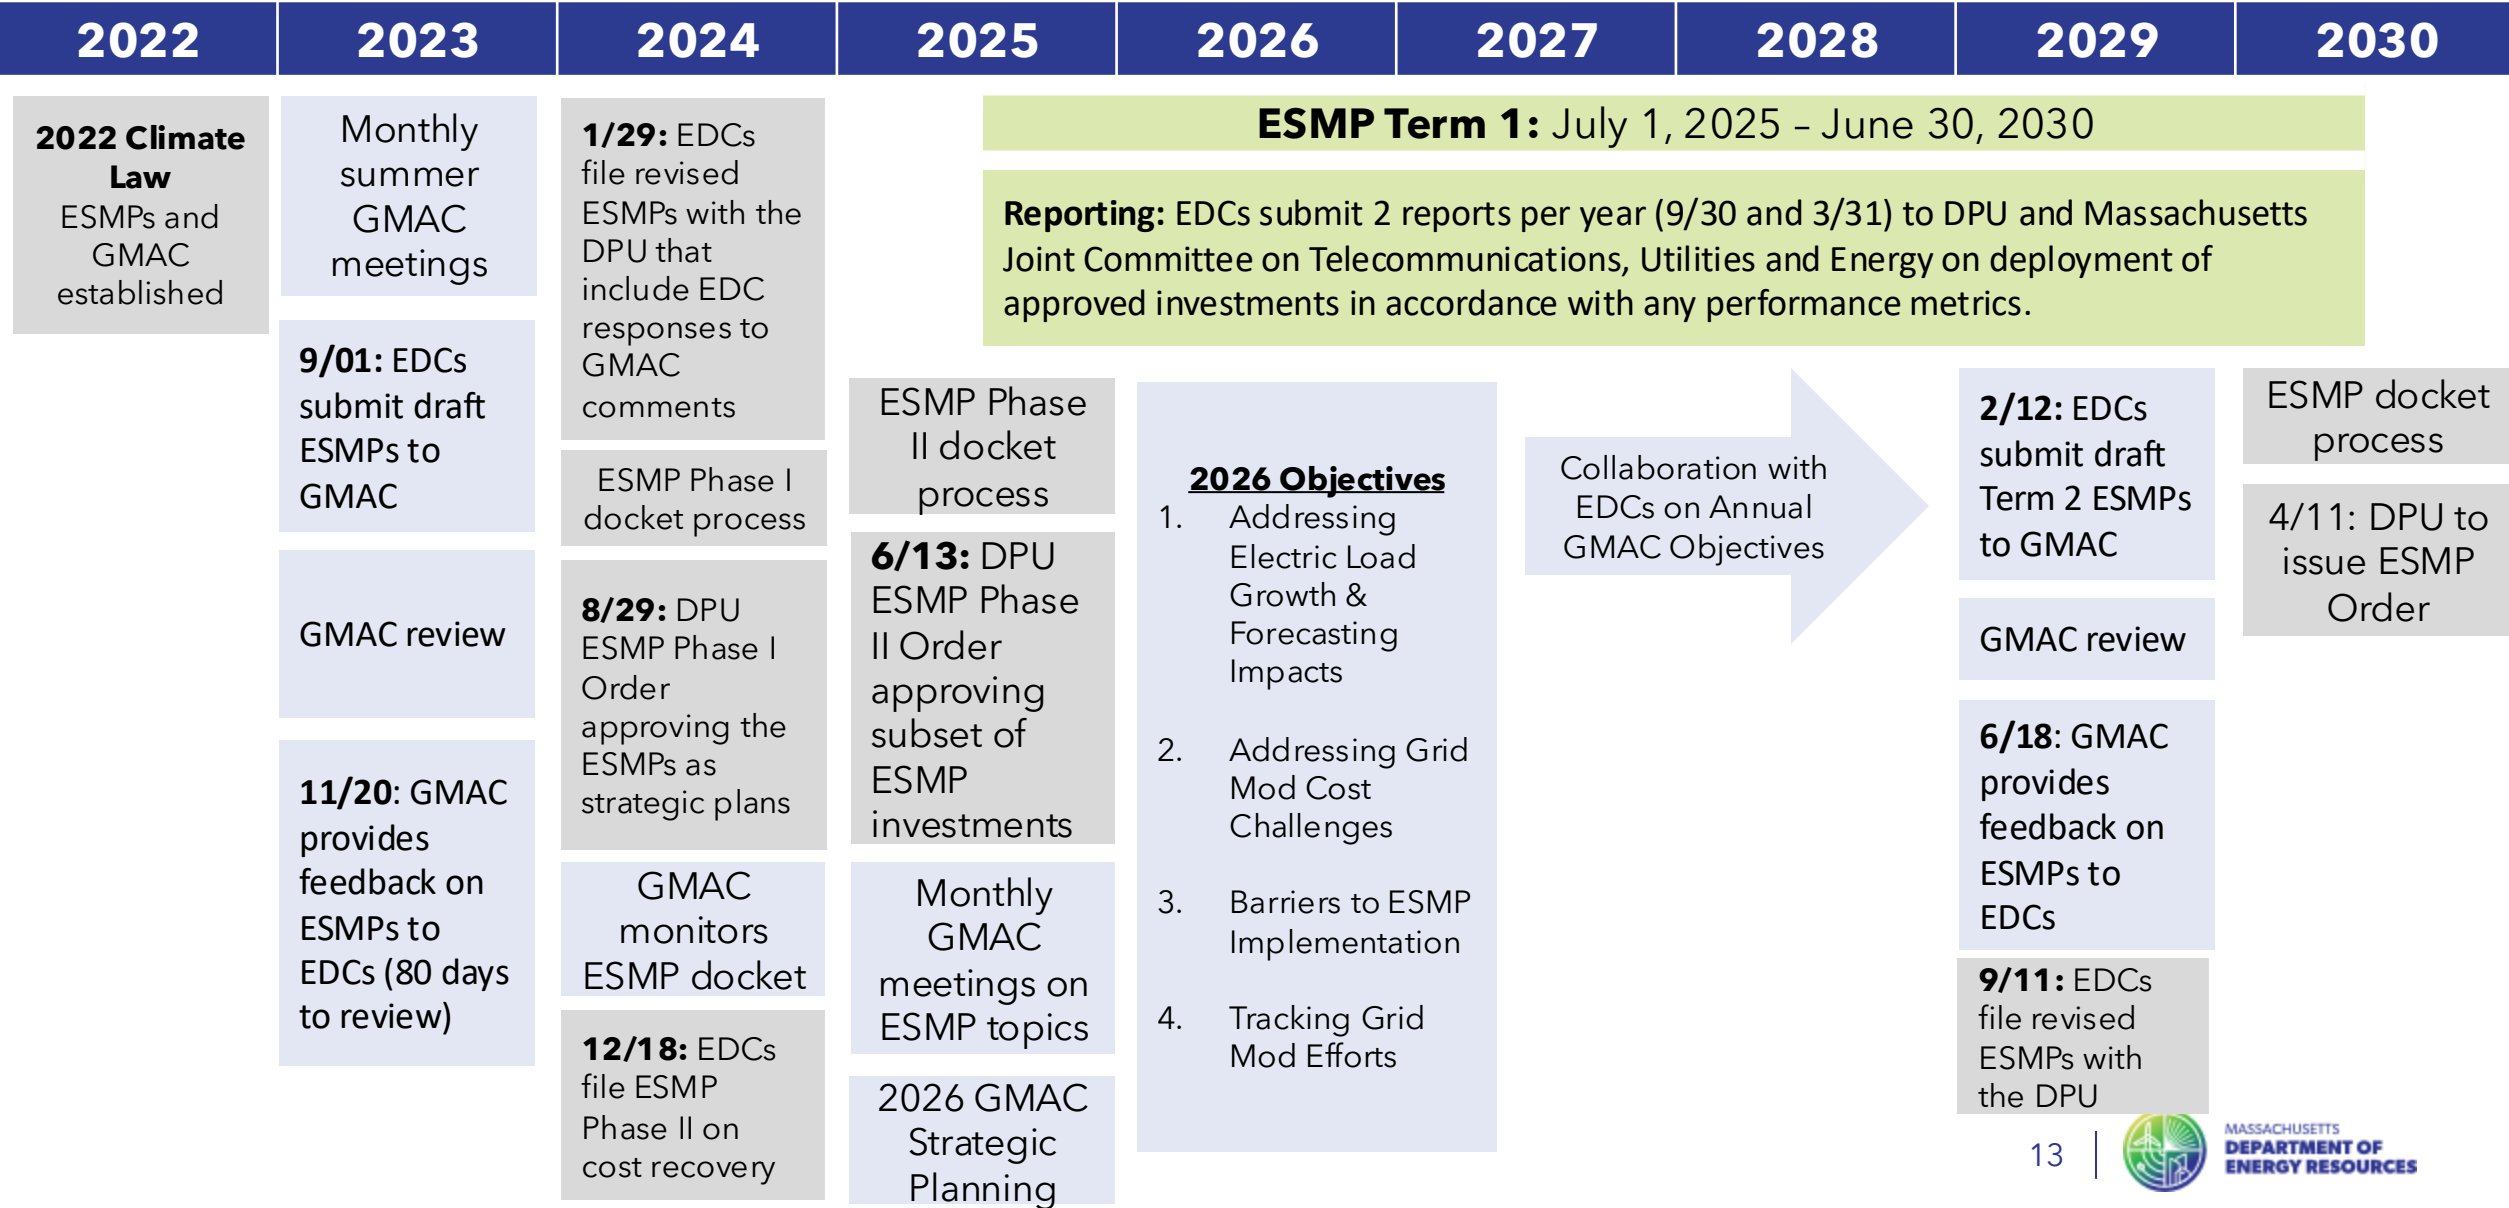 2022
2023
2024
2025
2026
2027
2028
2029
2030
2022 Climate
Law
ESMPs and
GMAC
established
Monthly
summer
GMAC
meetings
9/01: EDCs
submit draft
ESMPs to
GMAC
GMAC review
11/20: GMAC
provides
feedback on
ESMPs to
EDCs (80 days
to review)
1/29: EDCs
file revised
ESMPs with the
DPU that
include EDC
responses to
GMAC
comments
ESMP Phase I
docket process
8/29: DPU
ESMP Phase I
Order
approving the
ESMPs as
strategic plans
GMAC
monitors
ESMP docket
12/18: EDCs
file ESMP
Phase II on
cost recovery
ESMP Term 1: July 1, 2025 – June 30, 2030
Reporting: EDCs submit 2 reports per year (9/30 and 3/31) to DPU and Massachusetts
Joint Committee on Telecommunications, Utilities and Energy on deployment of
approved investments in accordance with any performance metrics.
ESMP Phase
II docket
process
6/13: DPU
ESMP Phase
II Order
approving
subset of
ESMP
investments
Monthly
GMAC
meetings on
ESMP topics
2026 GMAC
Strategic
Planning
2026 Objectives
1. Addressing
Electric Load
Growth &
Forecasting
Impacts
2. Addressing Grid
Mod Cost
Challenges
3. Barriers to ESMP
Implementation
4. Tracking Grid
Mod Efforts
Collaboration with
EDCs on Annual
GMAC Objectives
2/12: EDCs
submit draft
Term 2 ESMPs
to GMAC
GMAC review
6/18: GMAC
provides
feedback on
ESMPs to
EDCs
9/11: EDCs
file revised
ESMPs with
the DPU
ESMP docket
process
4/11: DPU to
issue ESMP
Order
13
MASSACHUSETTS
DEPARTMENT OF
ENERGY RESOURCES